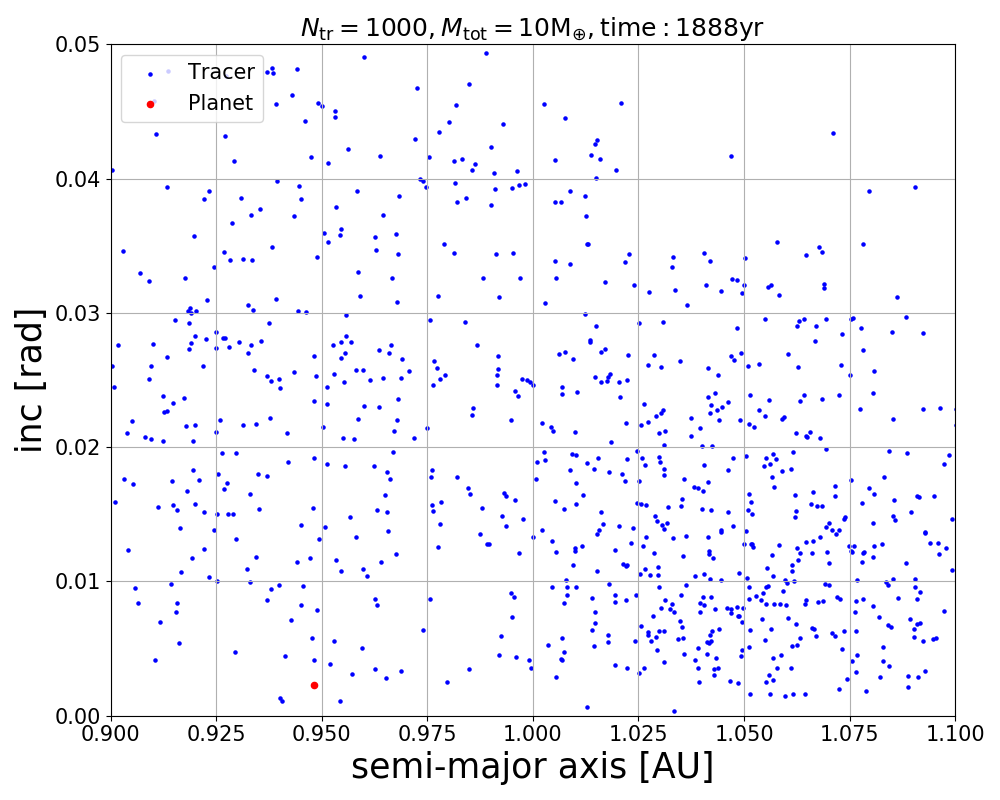 N_tr = 1000, M_tot = 10M_⊕, time : 1888yr
0.05
Tracer
Planet
0.04
0.03
0.02
0.01
0.00
inc [rad]
0.900 0.925 0.950 0.975 1.000 1.025 1.050 1.075 1.100
semi-major axis [AU]